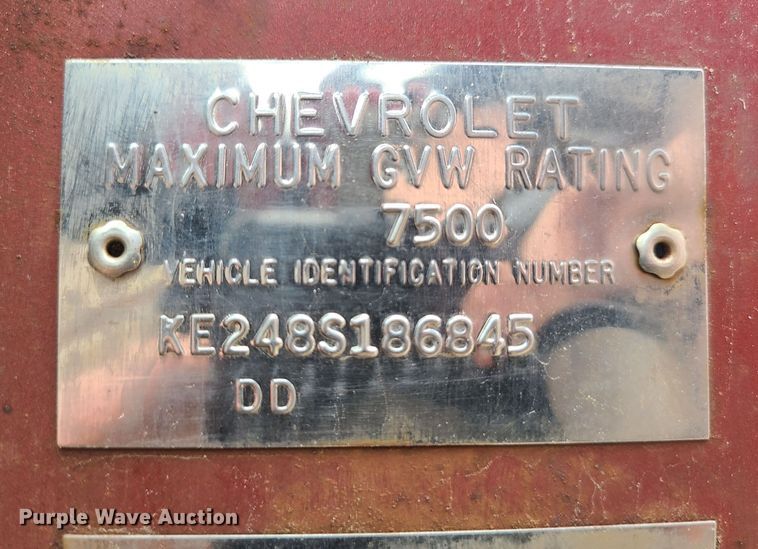 CHEVROLET
MAXIMUM GVW RATING
7500
VEHICLE IDENTIFICATION NUMBER
KE248S186845
DD
Purple Wave Auction